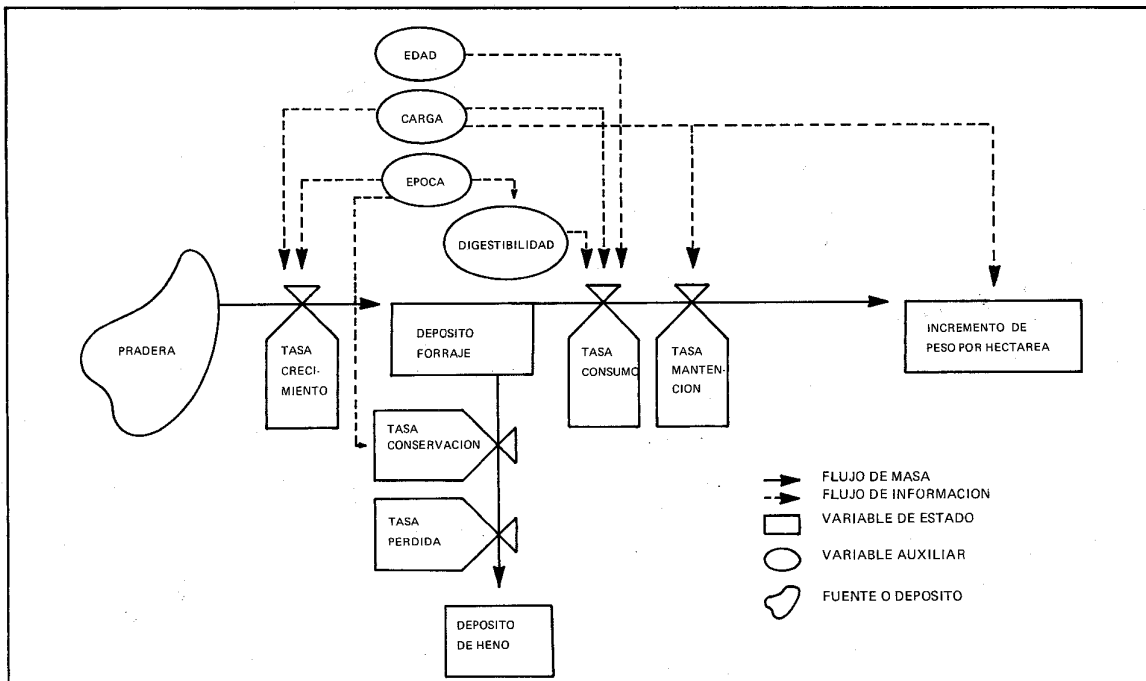 EDAD
CARGA
EPOCA
DIGESTIBILIDAD
PRADERA
TASA
CRECI-
MIENTO
DEPOSITO
FORRAJE
TASA
CONSUMO
TASA
MANTEN-
CION
INCREMENTO DE
PESO POR HECTAREA
TASA
CONSERVACION
TASA
PERDIDA
DEPOSITO
DE HENO
FLUJO DE MASA
FLUJO DE INFORMACION
VARIABLE DE ESTADO
VARIABLE AUXILIAR
FUENTE O DEPOSITO